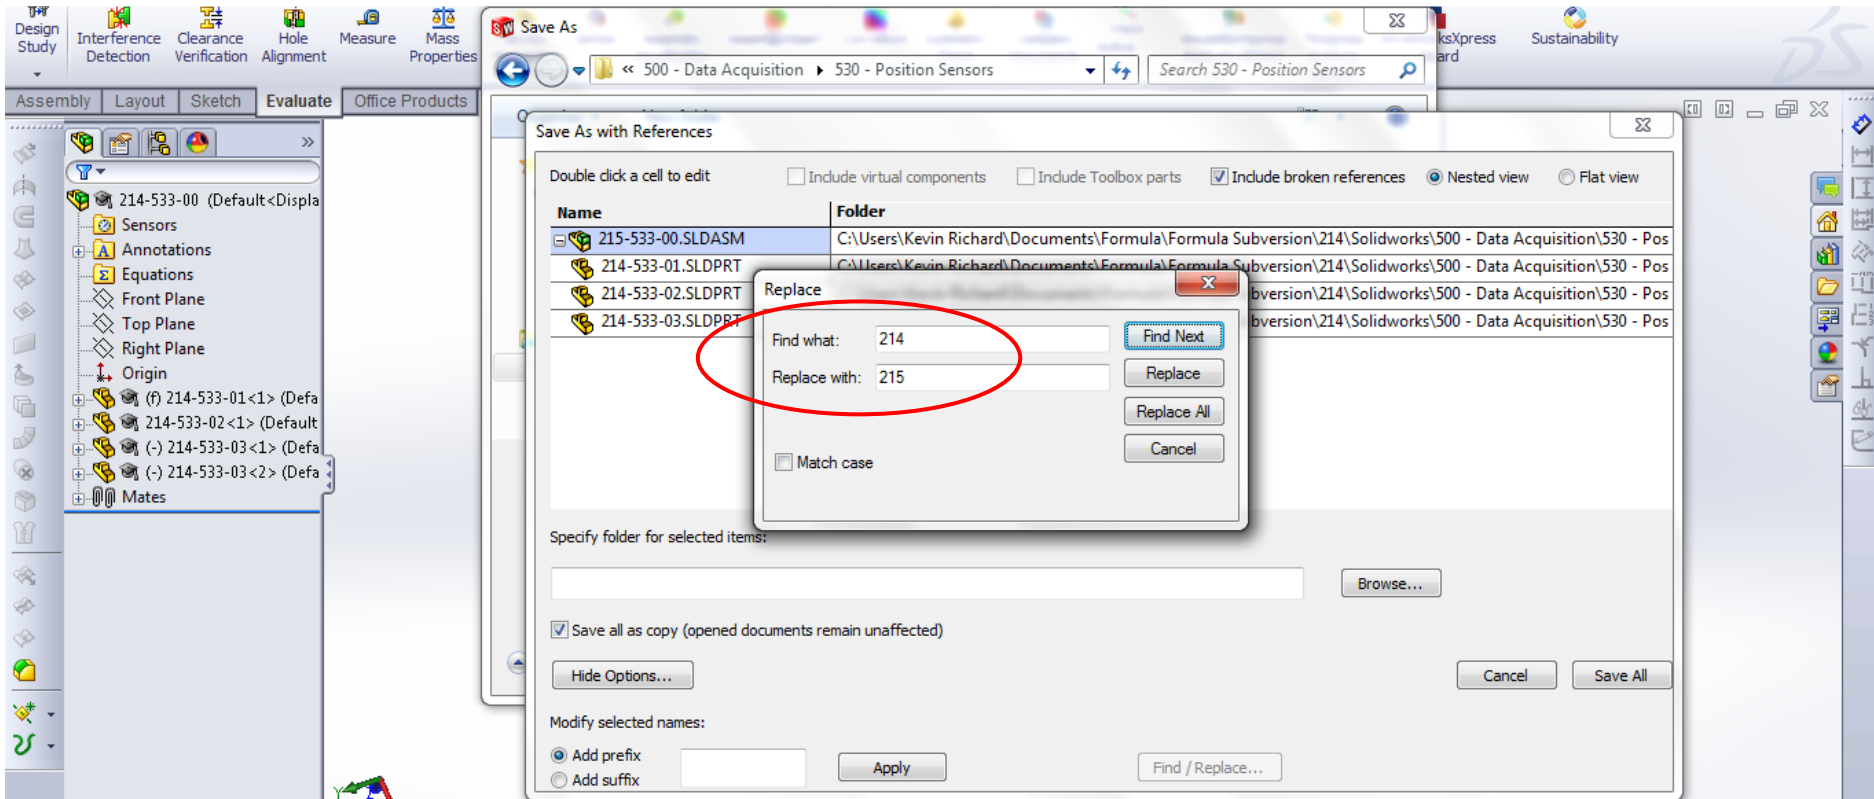 Design
Study
Interference
Detection
Clearance
Verification
Hole
Alignment
Measure
Mass
Properties
Save As
Sustainability
« 500 - Data Acquisition 530 - Position Sensors
Search 530 - Position Sensors
Assembly Layout Sketch Evaluate Office Products
Save As with References
Double click a cell to edit
Include virtual components
Include Toolbox parts
Include broken references
Nested view
Flat view
Name Folder
215-533-00.SLDASM C:\Users\Kevin Richard\Documents\Formula\Formula Subversion\214\Solidworks\500 - Data Acquisition\530 - Pos
214-533-01.SLDPRT C:\Users\Kevin Richard\Documents\Formula\Formula Subversion\214\Solidworks\500 - Data Acquisition\530 - Pos
214-533-02.SLDPRT bversion\214\Solidworks\500 - Data Acquisition\530 - Pos
214-533-03.SLDPRT bversion\214\Solidworks\500 - Data Acquisition\530 - Pos
214-533-00 (Default<Displa
Sensors
Annotations
Equations
Front Plane
Top Plane
Right Plane
Origin
(f) 214-533-01<1> (Defa
214-533-02<1> (Default
(-) 214-533-03<1> (Defa
(-) 214-533-03<2> (Defa
Mates
Replace
Find what: 214
Replace with: 215
Find Next
Replace
Replace All
Cancel
Match case
Specify folder for selected items:
Browse...
Save all as copy (opened documents remain unaffected)
Hide Options...
Cancel
Save All
Modify selected names:
Add prefix
Add suffix
Apply
Find / Replace...